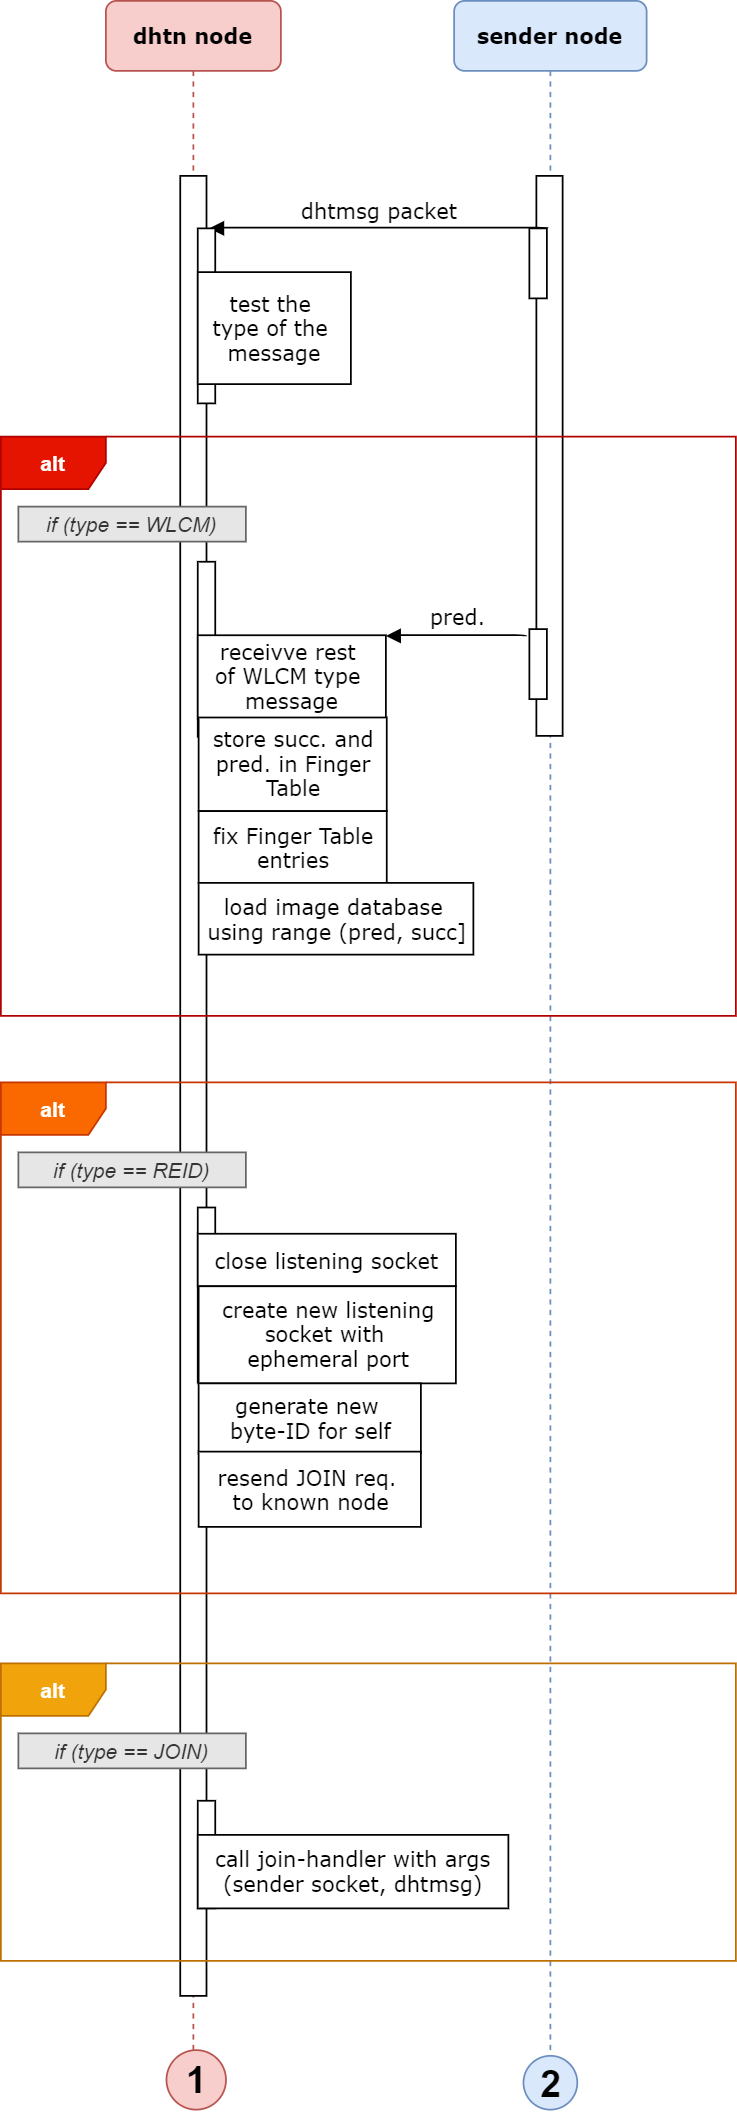 dhtn node
sender node
dhtmsg packet
test the
type of the
message
alt
if (type == WLCM)
pred.
receivve rest
of WLCM type
message
store succ. and
pred. in Finger
Table
fix Finger Table
entries
load image database
using range (pred, succ]
alt
if (type == REID)
close listening socket
create new listening
socket with
ephemeral port
generate new
byte-ID for self
resend JOIN req.
to known node
alt
if (type == JOIN)
call join-handler with args
(sender socket, dhtmsg)
1
2